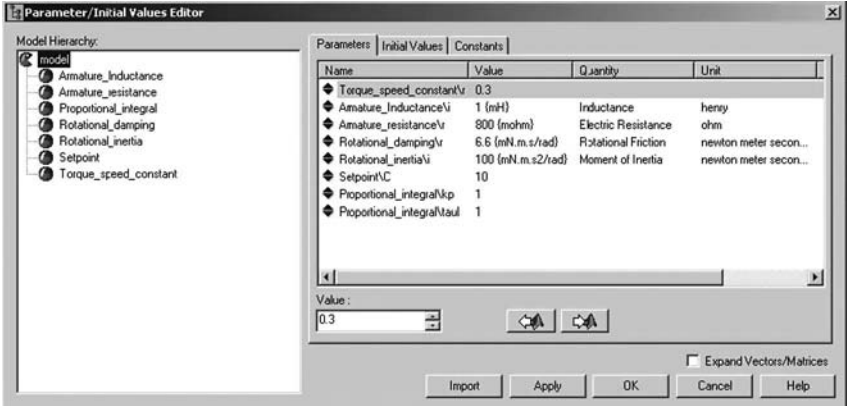 Parameter/Initial Values Editor
Model Hierarchy:
model
Armature_Inductance
Armature_resistance
Proportional_integral
Rotational_damping
Rotational_inertia
Setpoint
Torque_speed_constant
Parameters Initial Values Constants
Name Value Quantity Unit
Torque_speed_constant\r 0.3
Armature_Inductance\i 1 {mH} Inductance henry
Armature_resistance\r 800 {mohm} Electric Resistance ohm
Rotational_damping\r 6.6 {mN.m.s/rad} Rotational Friction newton meter secon...
Rotational_inertia\i 100 {mN.m.s2/rad} Moment of Inertia newton meter secon...
Setpoint\C 10
Proportional_integral\kp 1
Proportional_integral\tauI 1
Value :
0.3
Expand Vectors/Matrices
Import Apply OK Cancel Help